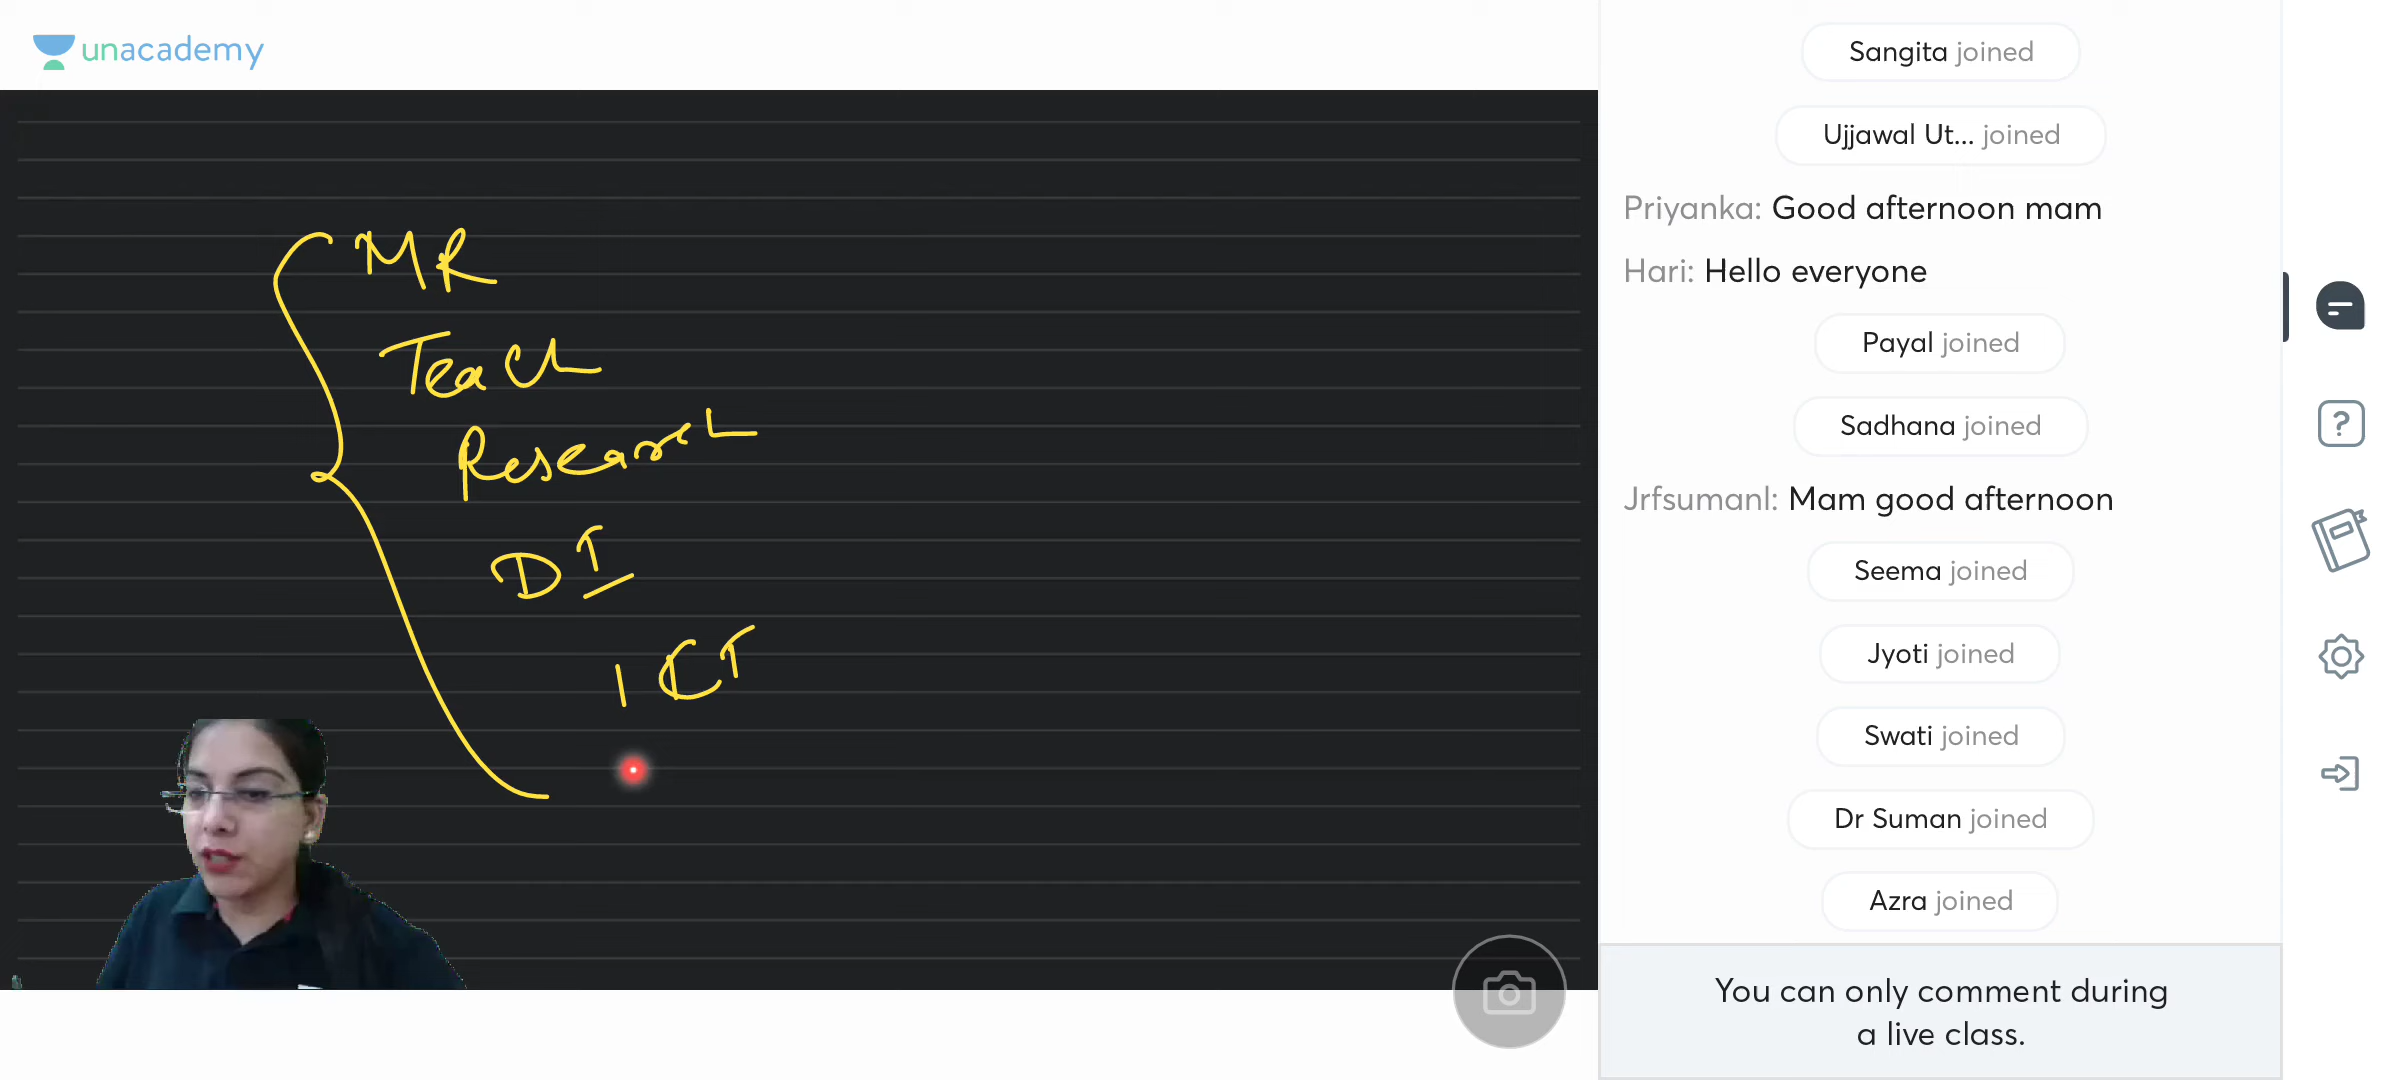 unacademy
MR
Teach
Research
DI
ICT
Sangita joined
Ujjawal Ut... joined
Priyanka: Good afternoon mam
Hari: Hello everyone
Payal joined
Sadhana joined
Jrfsumanl: Mam good afternoon
Seema joined
Jyoti joined
Swati joined
Dr Suman joined
Azra joined
You can only comment during
a live class.
?